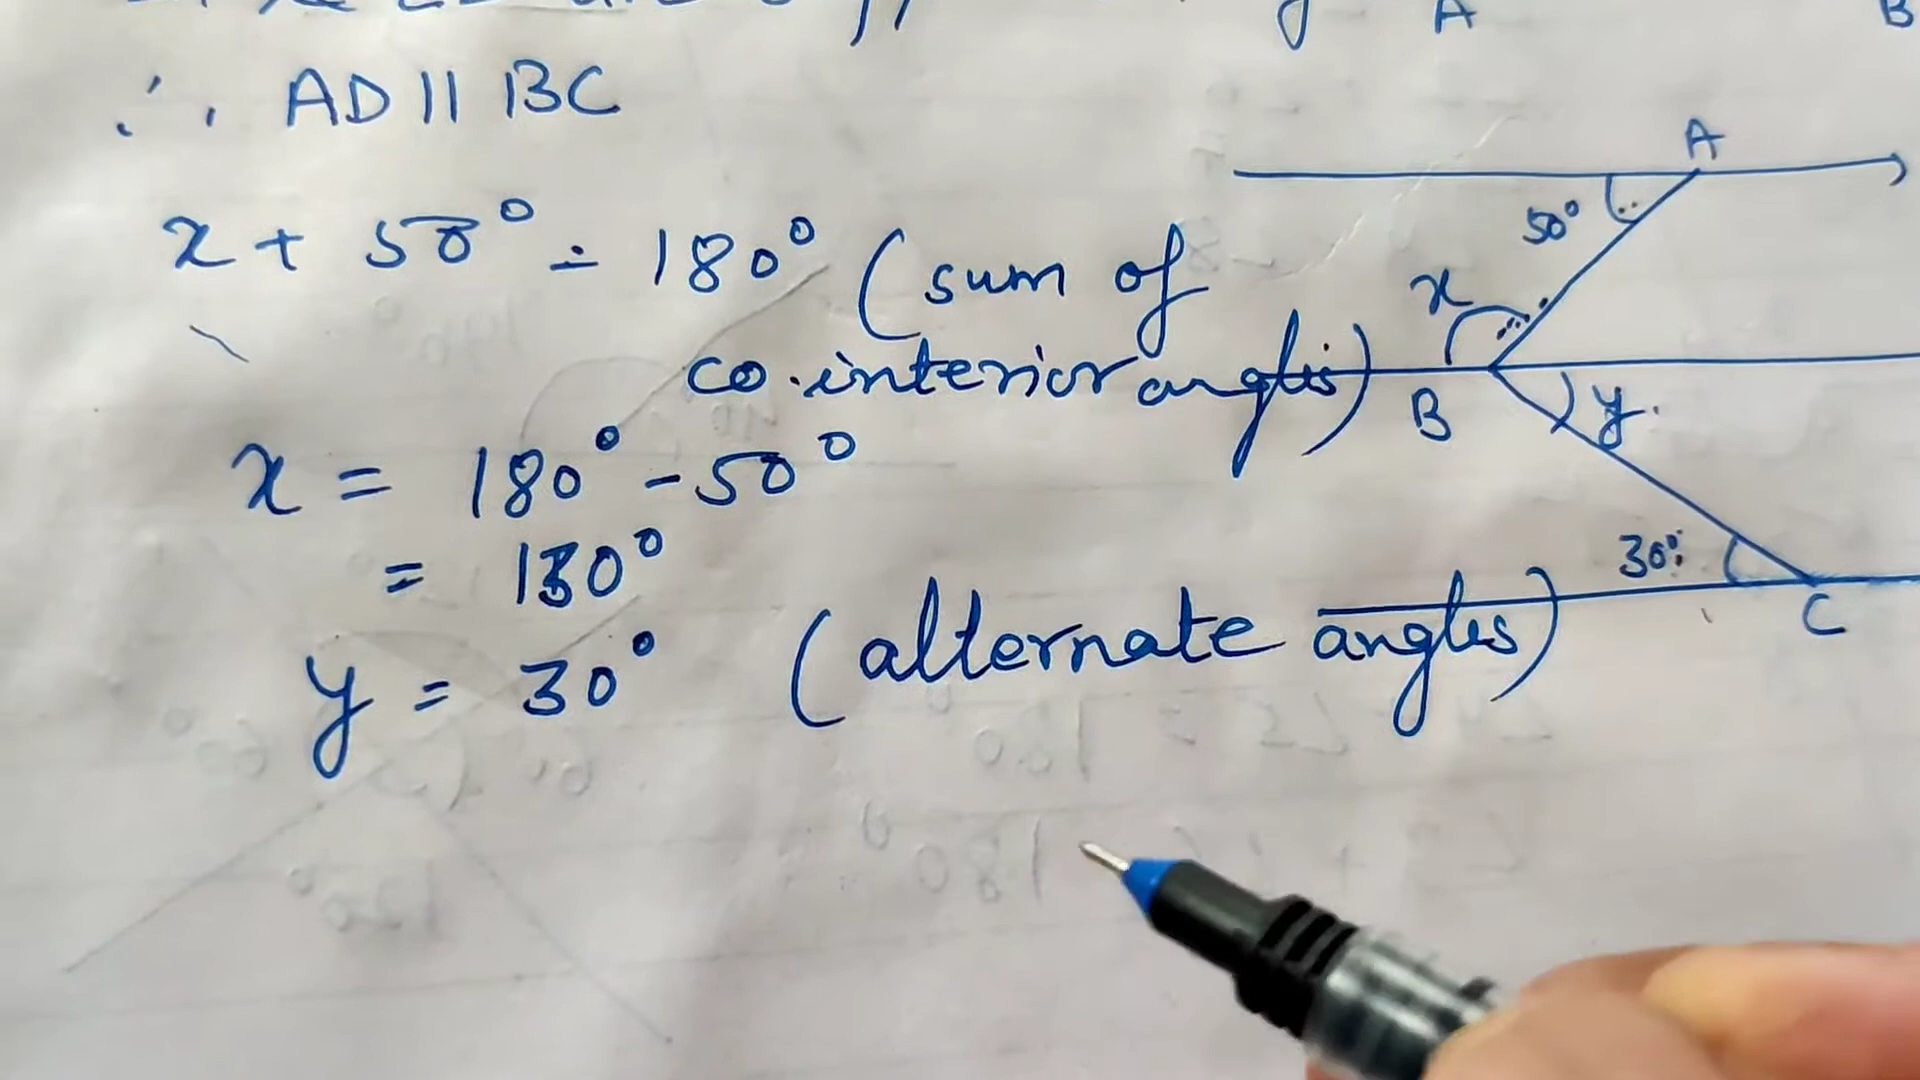 ∴ AD || BC
x + 50° = 180° (sum of
co.interior angles)
x = 180° - 50°
= 130°
y = 30° (alternate angles)
A
B
A
50°
x
B
y.
30°
C